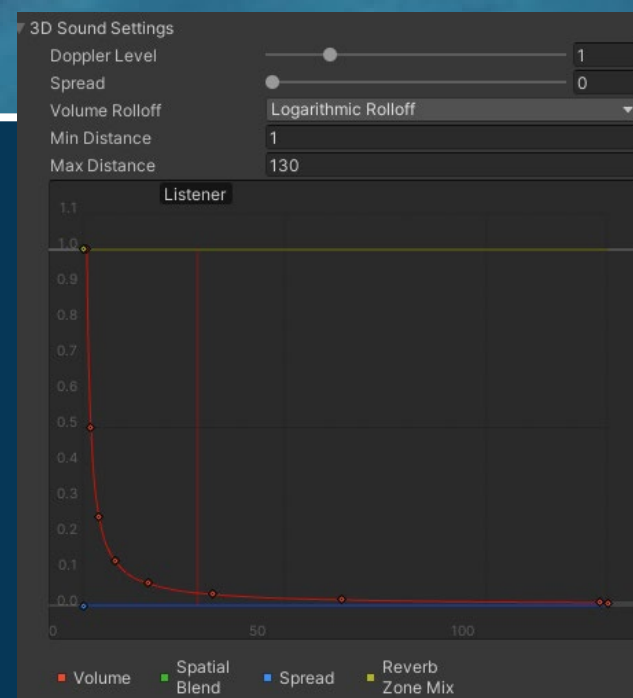 3D Sound Settings
Doppler Level 1
Spread 0
Volume Rolloff Logarithmic Rolloff
Min Distance 1
Max Distance 130
Listener
1.1
1.0
0.9
0.8
0.7
0.6
0.5
0.4
0.3
0.2
0.1
0.0
0 50 100
Volume Spatial Blend Spread Reverb Zone Mix